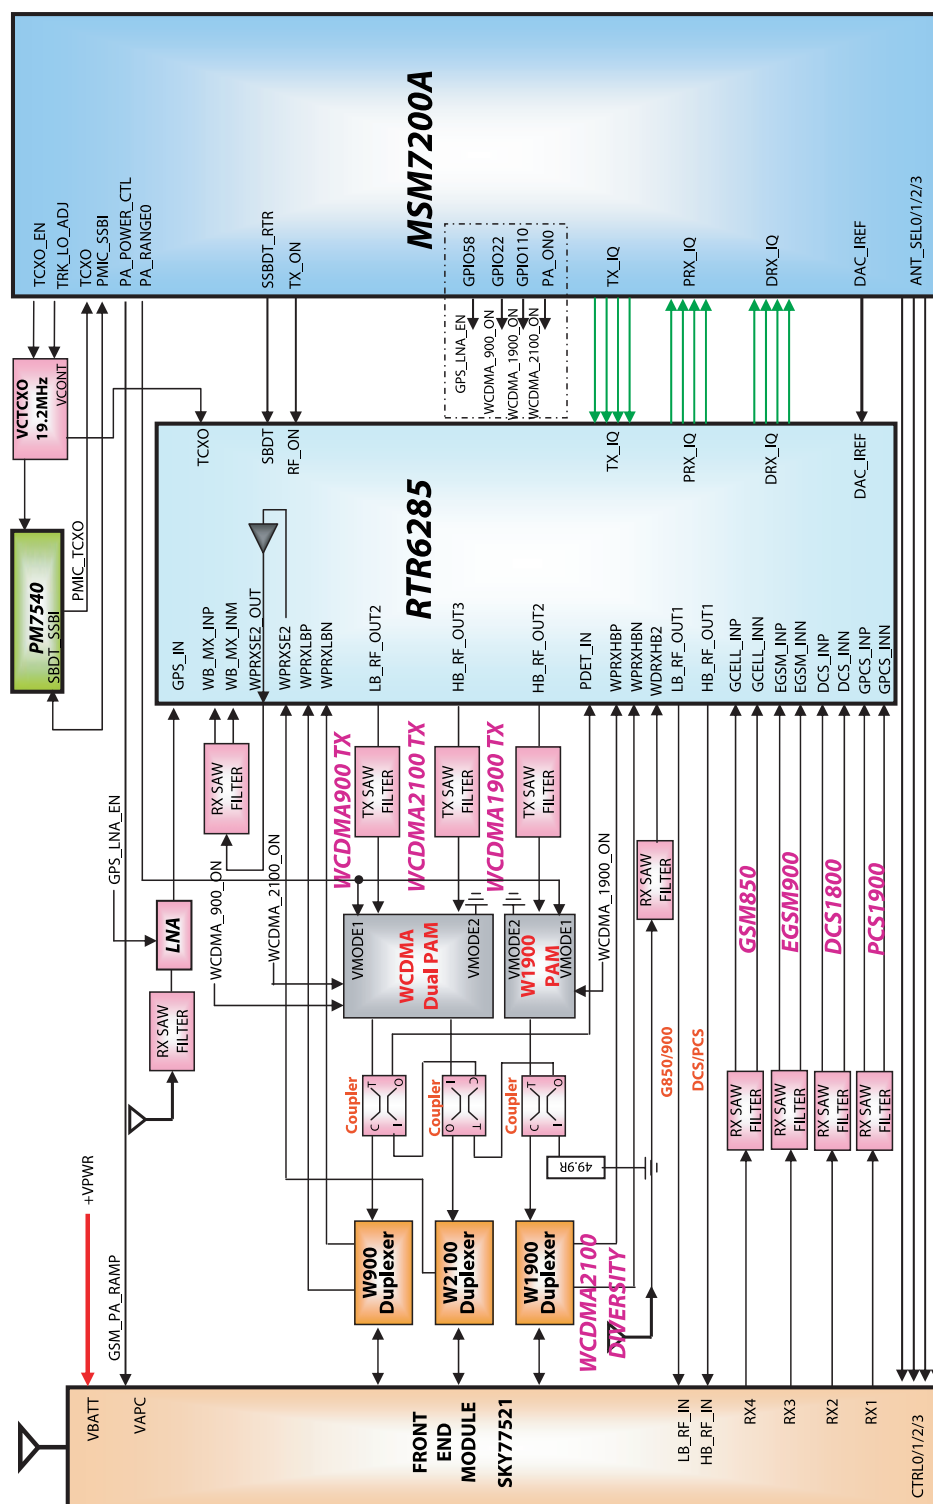 MSM7200A
TCXO_EN
TRK_LO_ADJ
TCXO
PMIC_SSBI
PA_POWER_CTL
PA_RANGE0
SSBDT_RTR
TX_ON
GPIO58
GPIO22
GPIO110
PA_ON0
TX_IQ
PRX_IQ
DRX_IQ
DAC_IREF
ANT_SEL0/1/2/3
GPS_LNA_EN
WCDMA_900_ON
WCDMA_1900_ON
WCDMA_2100_ON
VCTCXO
19.2MHz
VCONT
PM7540
SBDT_SSBI
PMIC_TCXO
RTR6285
TCXO
SBDT
RF_ON
TX_IQ
PRX_IQ
DRX_IQ
DAC_IREF
GPS_IN
WB_MX_INP
WB_MX_INM
WPRXSE2_OUT
WPRXSE2
WPRXLBP
WPRXLBN
LB_RF_OUT2
HB_RF_OUT3
HB_RF_OUT2
PDET_IN
WPRXHBP
WPRXHBN
WDRXHB2
LB_RF_OUT1
HB_RF_OUT1
GCELL_INP
GCELL_INN
EGSM_INP
EGSM_INN
DCS_INP
DCS_INN
GPCS_INP
GPCS_INN
GPS_LNA_EN
LNA
RX SAW
FILTER
RX SAW
FILTER
WCDMA_900_ON
WCDMA_2100_ON
WCDMA900 TX
TX SAW
FILTER
WCDMA2100 TX
TX SAW
FILTER
WCDMA1900 TX
TX SAW
FILTER
WCDMA_1900_ON
RX SAW
FILTER
VMODE1
WCDMA
Dual PAM
VMODE2
VMODE2
W1900
PAM
VMODE1
GSM850
EGSM900
DCS1800
PCS1900
Coupler
T
O
C
I
Coupler
I
C
O
T
Coupler
T
O
C
I
49.9R
G850/900
DCS/PCS
RX SAW
FILTER
RX SAW
FILTER
RX SAW
FILTER
RX SAW
FILTER
+VPWR
GSM_PA_RAMP
W900
Duplexer
W2100
Duplexer
W1900
Duplexer
WCDMA2100
DIVERSITY
VBATT
VAPC
FRONT
END
MODULE
SKY77521
LB_RF_IN
HB_RF_IN
RX4
RX3
RX2
RX1
CTRL0/1/2/3